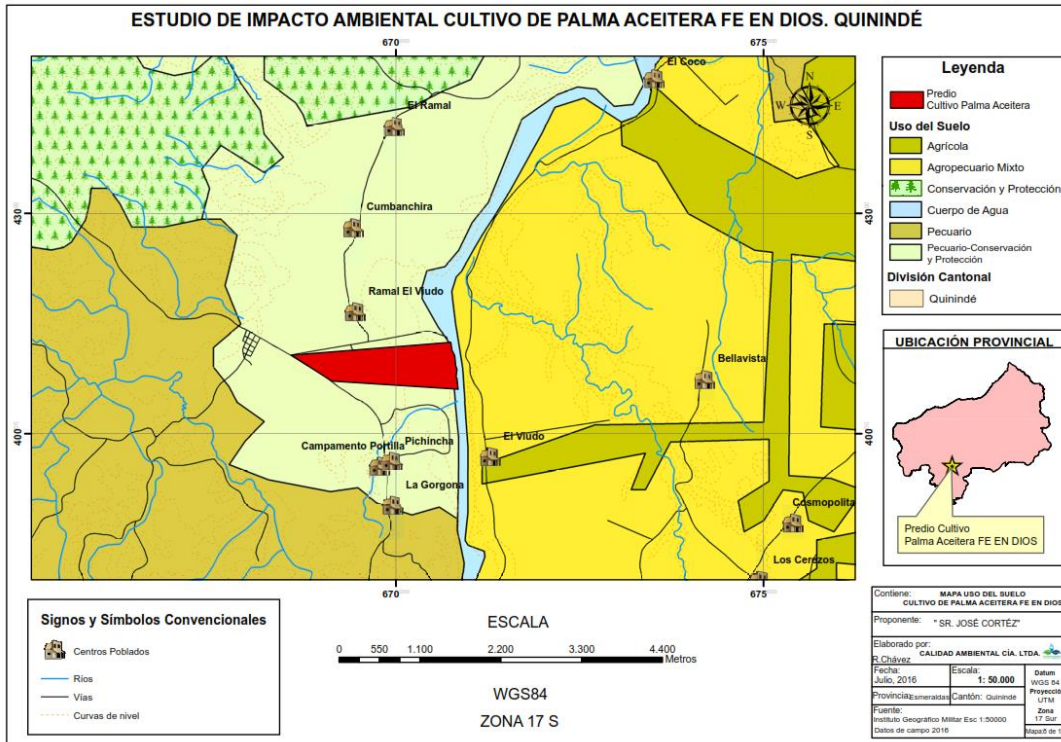 ESTUDIO DE IMPACTO AMBIENTAL CULTIVO DE PALMA ACEITERA FE EN DIOS. QUININDÉ
670
675
El Coco
N
W
E
S
El Ramal
Cumbanchira
430
430
Ramal El Viudo
Bellavista
400
400
El Viudo
Campamento Portilla
Pichincha
La Gorgona
Cosmopolita
Los Cerezos
670
675
Leyenda
Predio
Cultivo Palma Aceitera
Uso del Suelo
Agrícola
Agropecuario Mixto
Conservación y Protección
Cuerpo de Agua
Pecuario
Pecuario-Conservación
y Protección
División Cantonal
Quinindé
UBICACIÓN PROVINCIAL
Predio Cultivo
Palma Aceitera FE EN DIOS
Signos y Símbolos Convencionales
Centros Poblados
Rios
Vías
Curvas de nivel
ESCALA
0 550 1.100 2.200 3.300 4.400
Metros
WGS84
ZONA 17 S
Contiene: MAPA USO DEL SUELO
CULTIVO DE PALMA ACEITERA FE EN DIOS
Proponente: " SR. JOSÉ CORTÉZ"
Elaborado por:
CALIDAD AMBIENTAL CÍA. LTDA.
R.Chávez
Fecha:
Julio, 2016
Escala:
1: 50.000
Datum
WGS 84
Proyección
UTM
Zona
17 Sur
Provincia: Esmeraldas
Cantón: Quinindé
Fuente:
Instituto Geográfico Militar Esc 1:50000
Datos de campo 2016